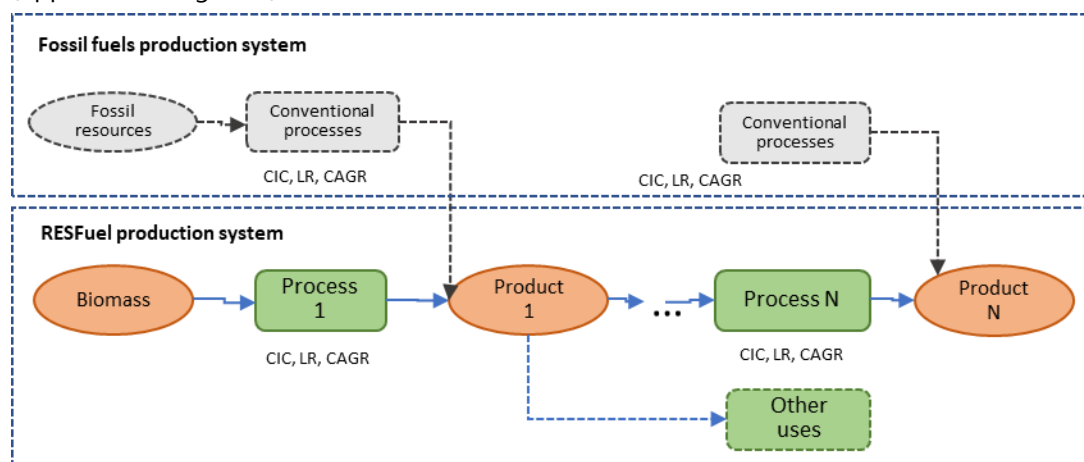 Fossil fuels production system
Fossil
resources
Conventional
processes
Conventional
processes
CIC, LR, CAGR
CIC, LR, CAGR
RESFuel production system
Biomass
Process
1
Product
1
...
Process N
Product
N
CIC, LR, CAGR
CIC, LR, CAGR
Other
uses